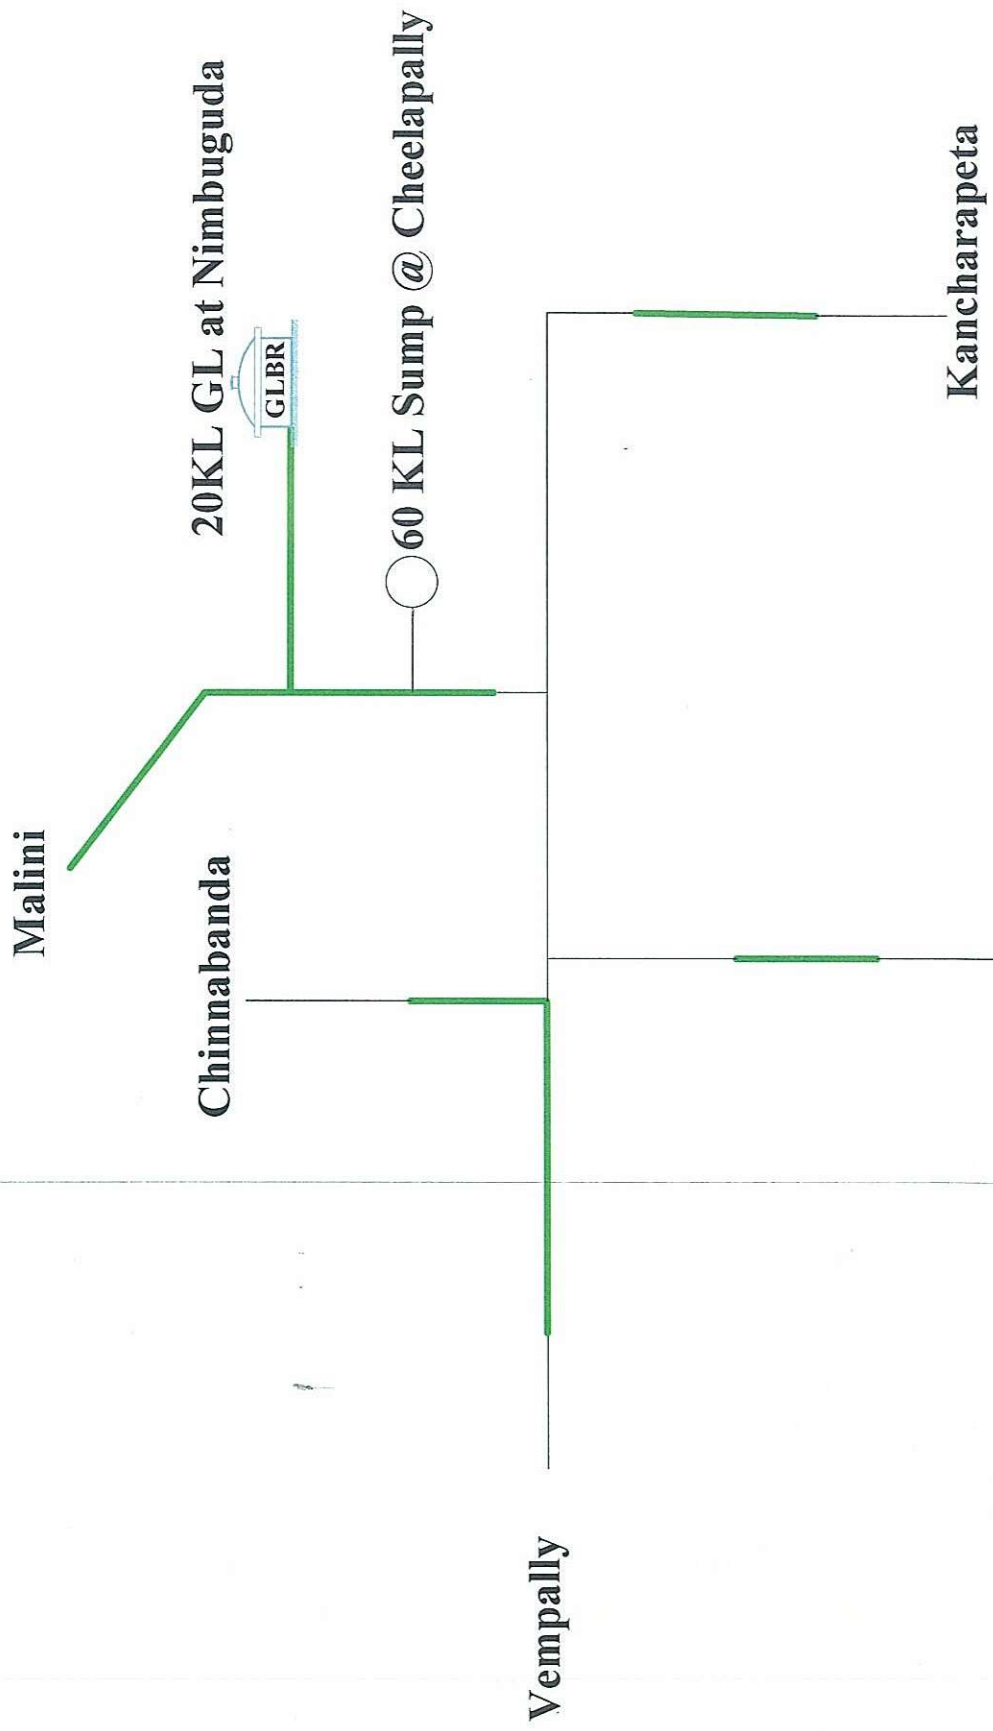 Malini
20KL GL at Nimbuguda
GLBR
Chinnabanda
60 KL Sump @ Cheelapally
Vempally
Kancharapeta